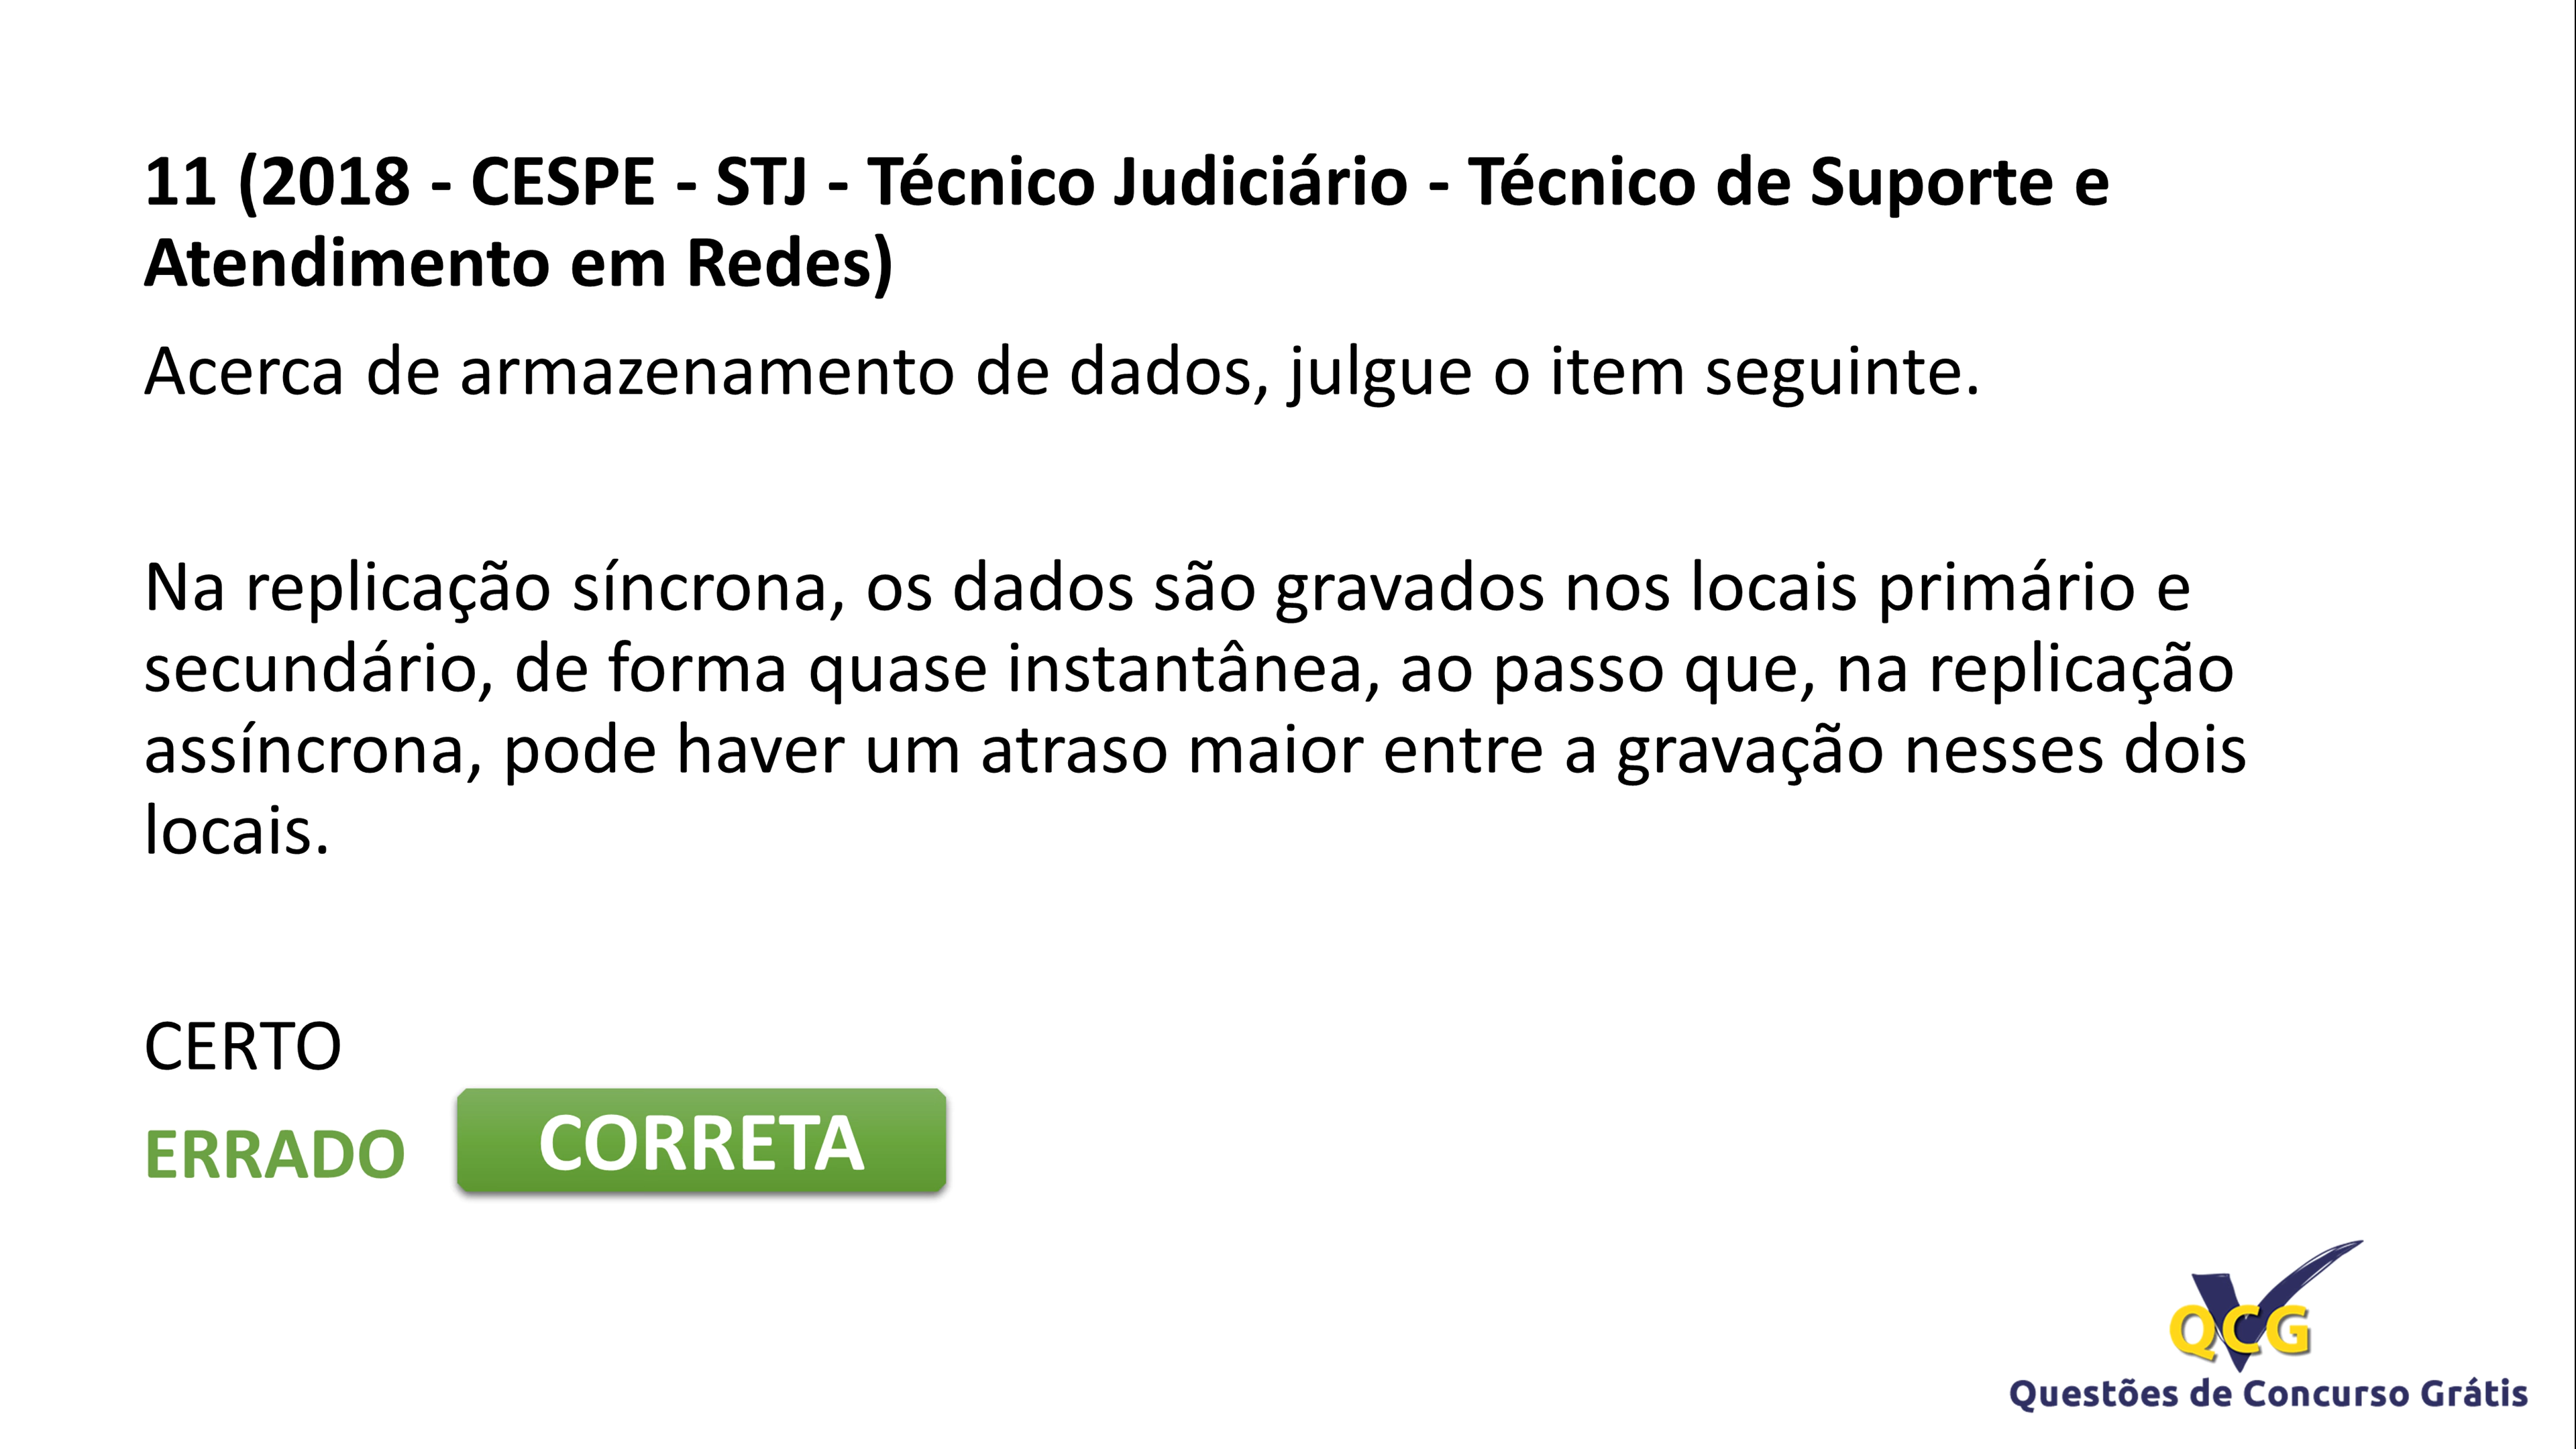 11 (2018 - CESPE - STJ - Técnico Judiciário - Técnico de Suporte e
Atendimento em Redes)
Acerca de armazenamento de dados, julgue o item seguinte.
Na replicação síncrona, os dados são gravados nos locais primário e
secundário, de forma quase instantânea, ao passo que, na replicação
assíncrona, pode haver um atraso maior entre a gravação nesses dois
locais.
CERTO
ERRADO CORRETA
QCG
Questões de Concurso Grátis